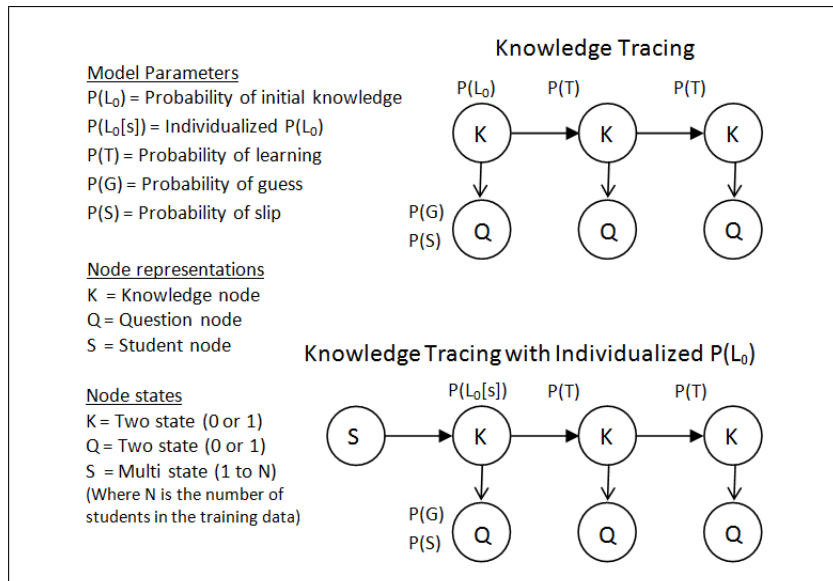 Model Parameters
P(L₀) = Probability of initial knowledge
P(L₀[s]) = Individualized P(L₀)
P(T) = Probability of learning
P(G) = Probability of guess
P(S) = Probability of slip
Node representations
K = Knowledge node
Q = Question node
S = Student node
Node states
K = Two state (0 or 1)
Q = Two state (0 or 1)
S = Multi state (1 to N)
(Where N is the number of
students in the training data)
Knowledge Tracing
P(L₀) P(T) P(T)
K K K
P(G)
P(S)
Q Q Q
Knowledge Tracing with Individualized P(L₀)
P(L₀[s]) P(T) P(T)
S K K K
P(G)
P(S)
Q Q Q